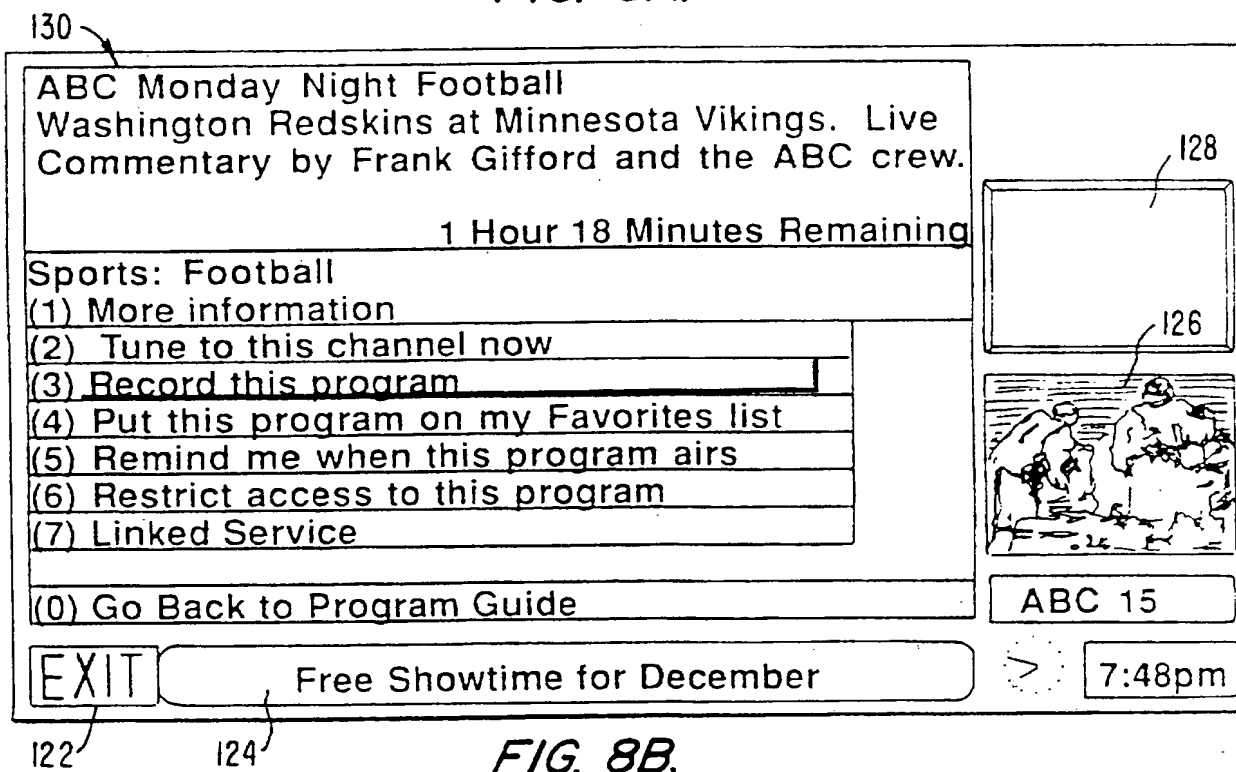 130
ABC Monday Night Football
Washington Redskins at Minnesota Vikings. Live
Commentary by Frank Gifford and the ABC crew.
1 Hour 18 Minutes Remaining
Sports: Football
(1) More information
(2) Tune to this channel now
(3) Record this program
(4) Put this program on my Favorites list
(5) Remind me when this program airs
(6) Restrict access to this program
(7) Linked Service
(0) Go Back to Program Guide
128
126
ABC 15
EXIT
Free Showtime for December
7:48pm
122
124
FIG. 8B.